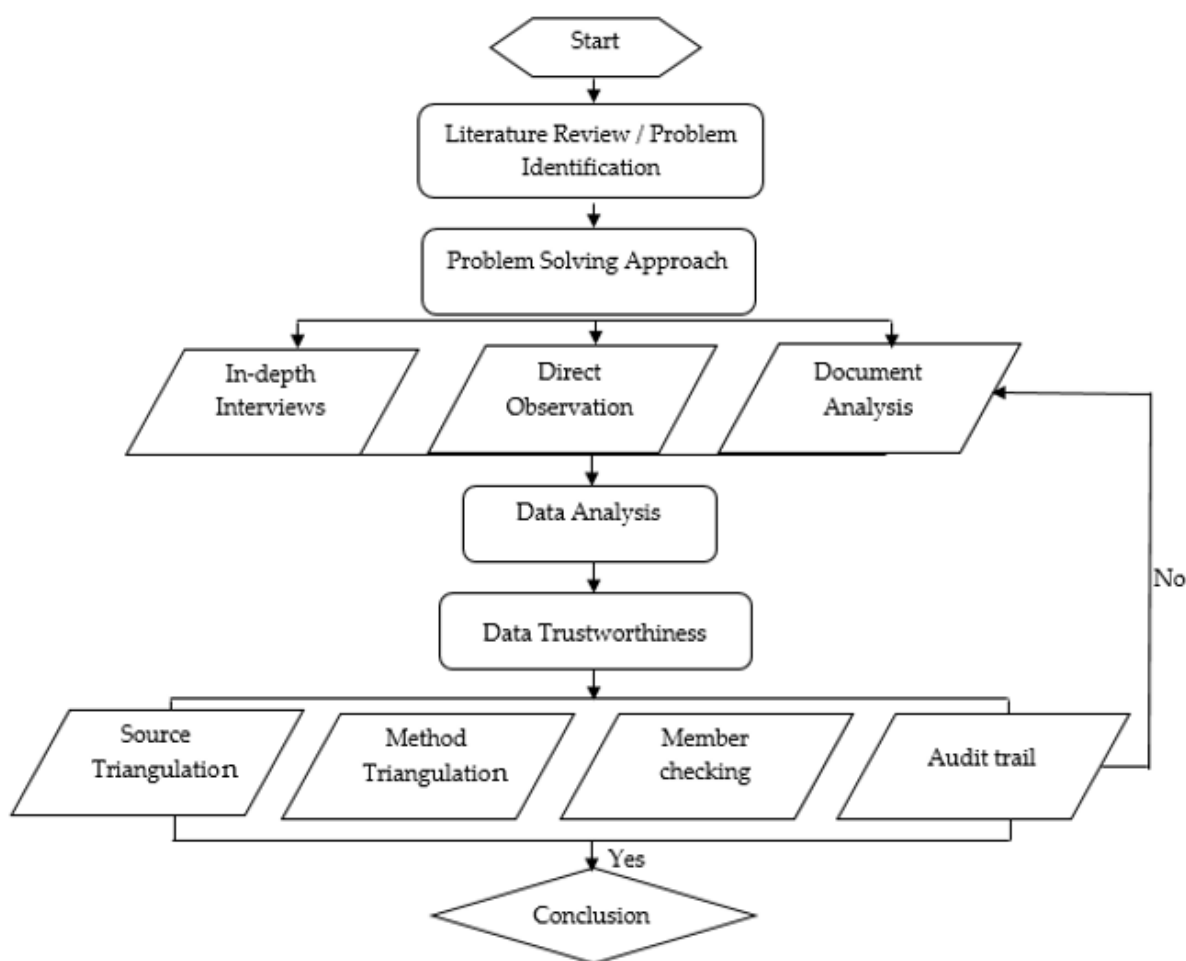 Start
Literature Review / Problem
Identification
Problem Solving Approach
In-depth
Interviews
Direct
Observation
Document
Analysis
Data Analysis
No
Data Trustworthiness
Source
Triangulation
Method
Triangulation
Member
checking
Audit trail
Yes
Conclusion